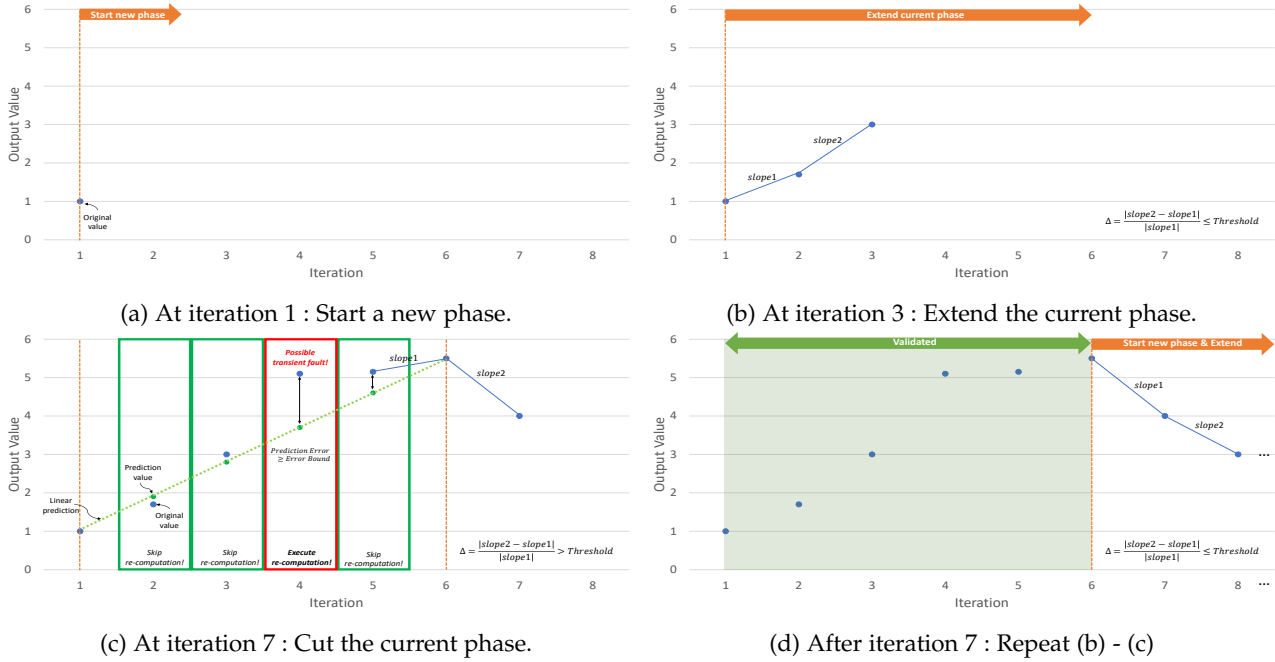 Start new phase
Output Value
6
5
4
3
2
1
0
Original
value
1 2 3 4 5 6 7 8
Iteration
(a) At iteration 1 : Start a new phase.
Extend current phase
Output Value
6
5
4
3
2
1
0
slope1
slope2
Δ = |slope2 − slope1| / |slope1| ≤ Threshold
1 2 3 4 5 6 7 8
Iteration
(b) At iteration 3 : Extend the current phase.
Output Value
6
5
4
3
2
1
0
Possible
transient fault!
slope1
slope2
Prediction Error
≥ Error Bound
Prediction
value
Linear
prediction
Original
value
Skip
re-computation!
Skip
re-computation!
Execute
re-computation!
Skip
re-computation!
Δ = |slope2 − slope1| / |slope1| > Threshold
1 2 3 4 5 6 7 8
Iteration
(c) At iteration 7 : Cut the current phase.
Validated
Start new phase & Extend
Output Value
6
5
4
3
2
1
0
slope1
slope2
...
Δ = |slope2 − slope1| / |slope1| ≤ Threshold
1 2 3 4 5 6 7 8 ...
Iteration
(d) After iteration 7 : Repeat (b) - (c)